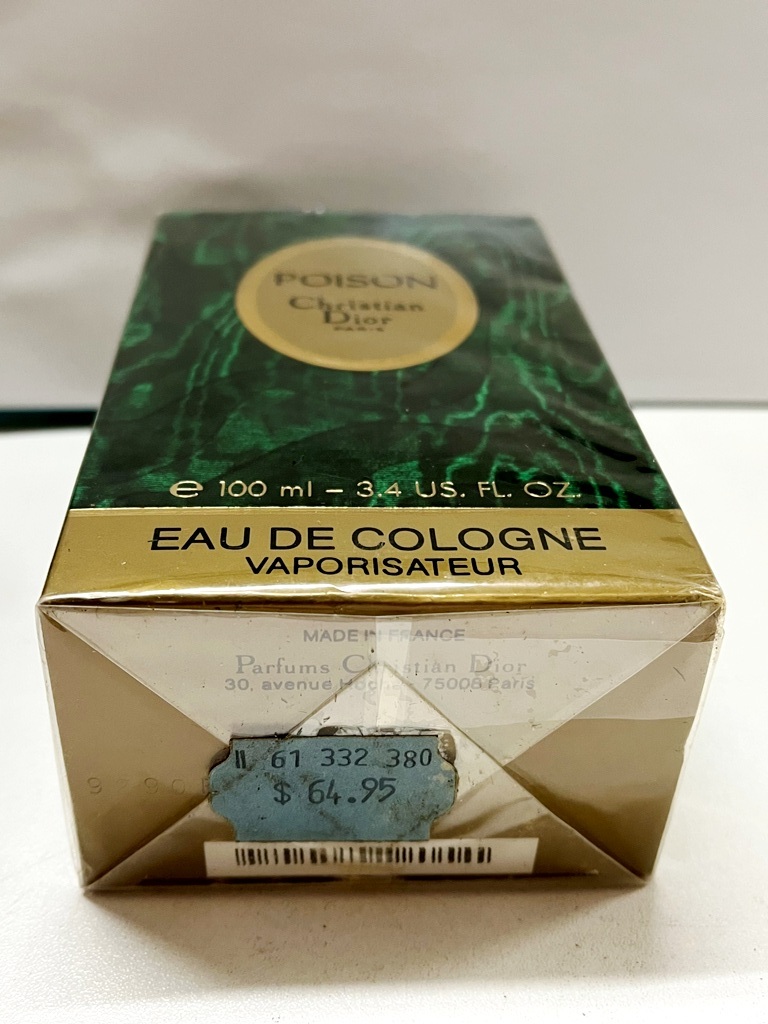 POISON
Christian
Dior
PARIS
e 100 ml – 3.4 US. FL. OZ.
EAU DE COLOGNE
VAPORISATEUR
MADE IN FRANCE
Parfums Christian Dior
30, avenue Hoche 75008 Paris
61 332 380
$ 64.95